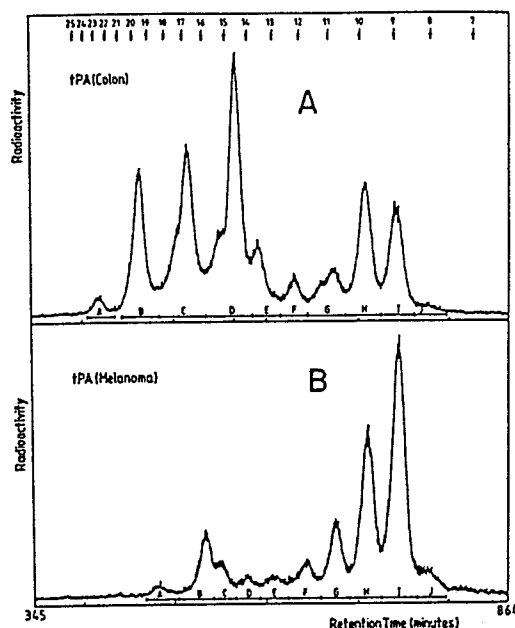 25 24 23 22 21 20 19 18 17 16 15 14 13 12 11 10 9 8 7
tPA(Colon)
A
Radioactivity
A B C D E F G H I J
tPA(Melanoma)
B
Radioactivity
A B C D E F G H I J
345 864
Retention Time (minutes)